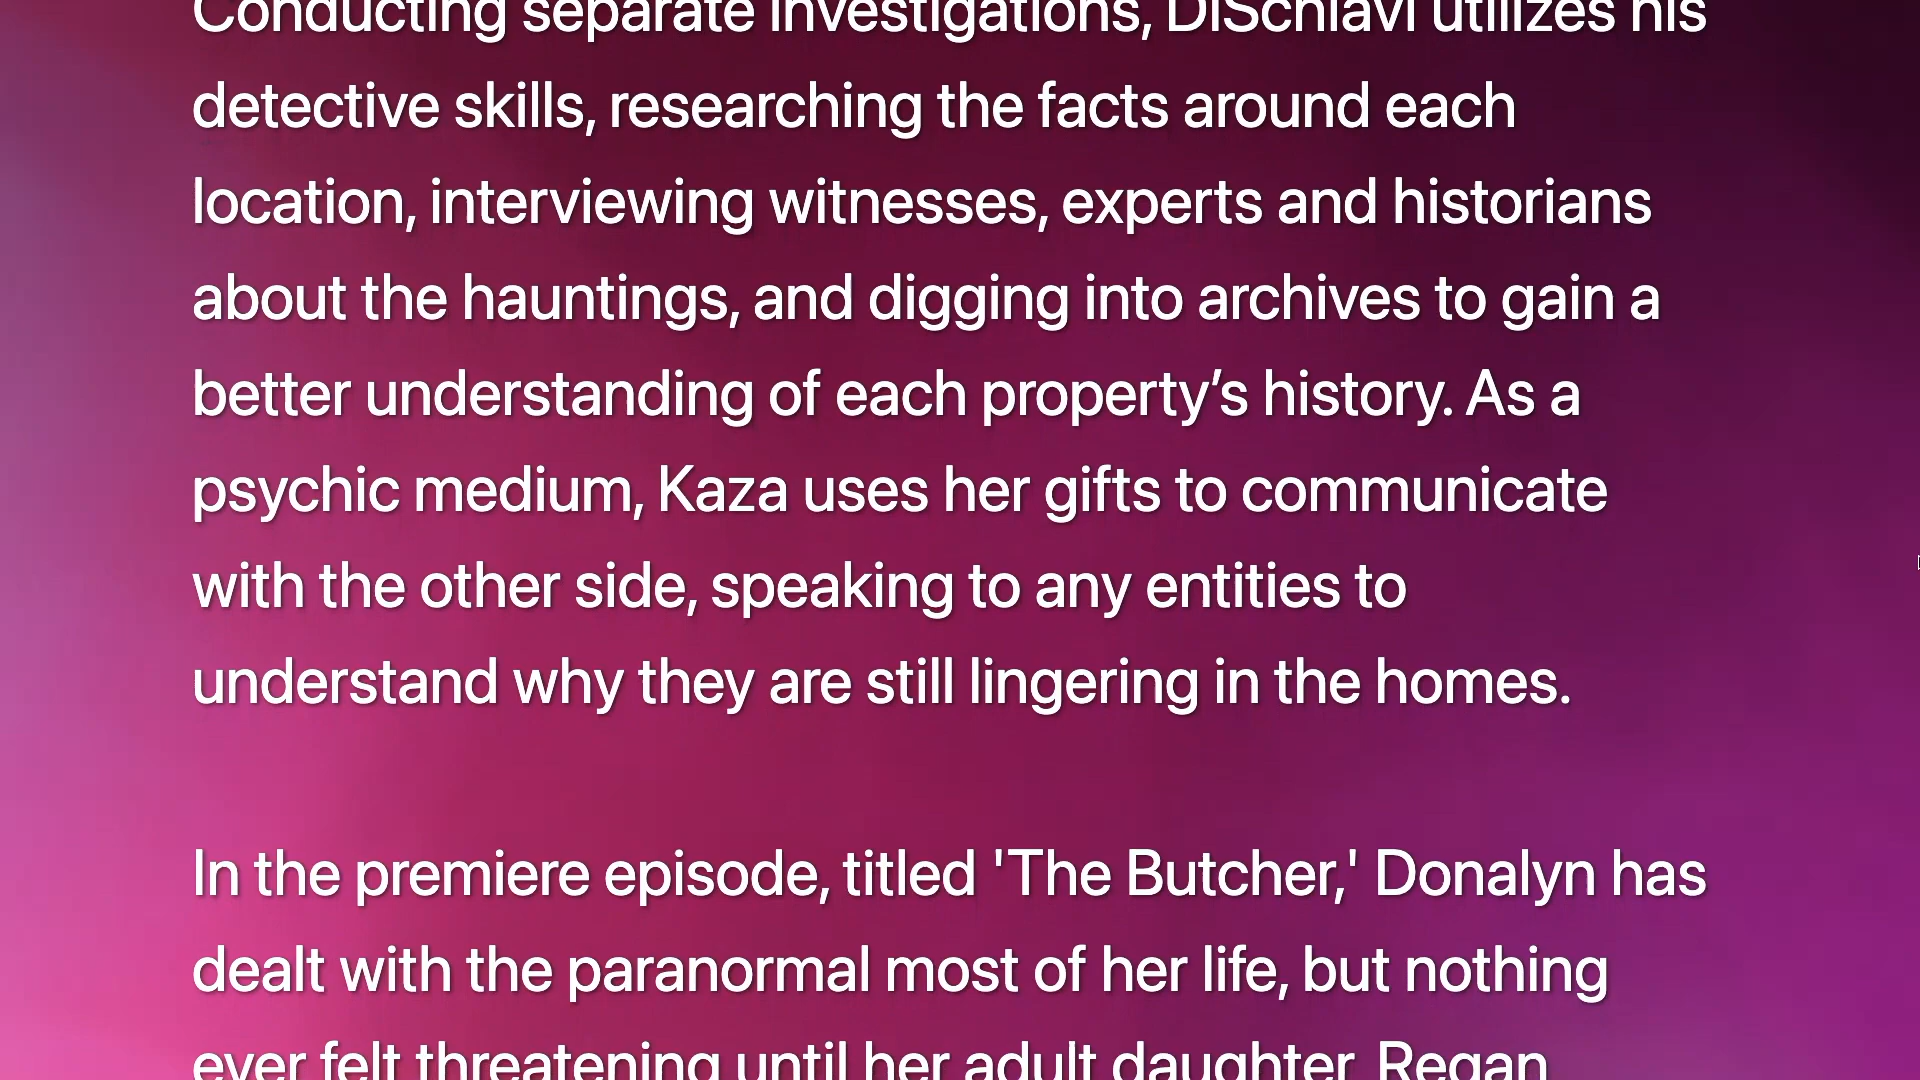 Conducting separate investigations, DiSchiavi utilizes his
detective skills, researching the facts around each
location, interviewing witnesses, experts and historians
about the hauntings, and digging into archives to gain a
better understanding of each property’s history. As a
psychic medium, Kaza uses her gifts to communicate
with the other side, speaking to any entities to
understand why they are still lingering in the homes.
In the premiere episode, titled 'The Butcher,' Donalyn has
dealt with the paranormal most of her life, but nothing
ever felt threatening until her adult daughter, Regan